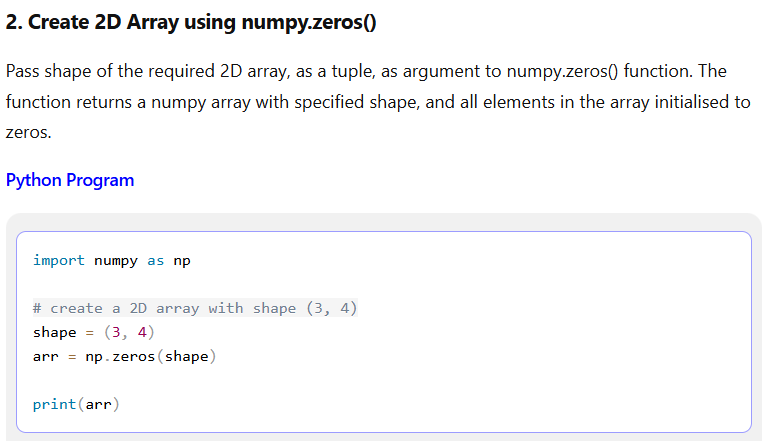 2. Create 2D Array using numpy.zeros()
Pass shape of the required 2D array, as a tuple, as argument to numpy.zeros() function. The
function returns a numpy array with specified shape, and all elements in the array initialised to
zeros.
Python Program
import numpy as np
# create a 2D array with shape (3, 4)
shape = (3, 4)
arr = np.zeros(shape)
print(arr)